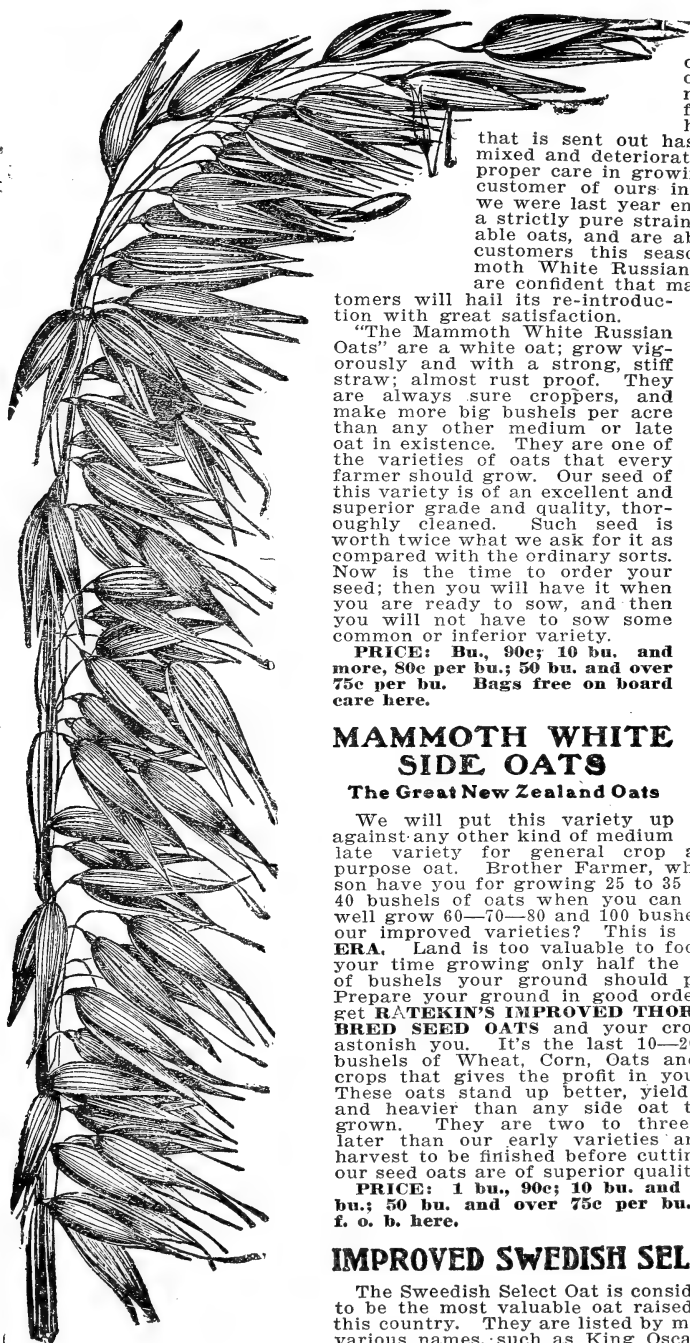 that is sent out has
mixed and deteriorat
proper care in growi
customer of ours in
we were last year en
a strictly pure strain
able oats, and are ab
customers this seaso
moth White Russian
are confident that ma
tomers will hail its re-introduc-
tion with great satisfaction.
"The Mammoth White Russian
Oats" are a white oat; grow vig-
orously and with a strong, stiff
straw; almost rust proof. They
are always sure croppers, and
make more big bushels per acre
than any other medium or late
oat in existence. They are one of
the varieties of oats that every
farmer should grow. Our seed of
this variety is of an excellent and
superior grade and quality, thor-
oughly cleaned. Such seed is
worth twice what we ask for it as
compared with the ordinary sorts.
Now is the time to order your
seed; then you will have it when
you are ready to sow, and then
you will not have to sow some
common or inferior variety.
PRICE: Bu., 90c; 10 bu. and
more, 80c per bu.; 50 bu. and over
75c per bu. Bags free on board
care here.
MAMMOTH WHITE
SIDE OATS
The Great New Zealand Oats
We will put this variety up
against any other kind of medium
late variety for general crop a
purpose oat. Brother Farmer, wh
son have you for growing 25 to 35
40 bushels of oats when you can
well grow 60—70—80 and 100 bushe
our improved varieties? This is
ERA. Land is too valuable to foo
your time growing only half the
of bushels your ground should p
Prepare your ground in good orde
get RATEKIN'S IMPROVED THOR
BRED SEED OATS and your cro
astonish you. It's the last 10—20
bushels of Wheat, Corn, Oats and
crops that gives the profit in you
These oats stand up better, yield
and heavier than any side oat t
grown. They are two to three
later than our early varieties an
harvest to be finished before cuttin
our seed oats are of superior qualit
PRICE: 1 bu., 90c; 10 bu. and
bu.; 50 bu. and over 75c per bu.
f. o. b. here.
IMPROVED SWEDISH SEL
The Sweedish Select Oat is consid
to be the most valuable oat raised
this country. They are listed by m
various names, such as King Osca